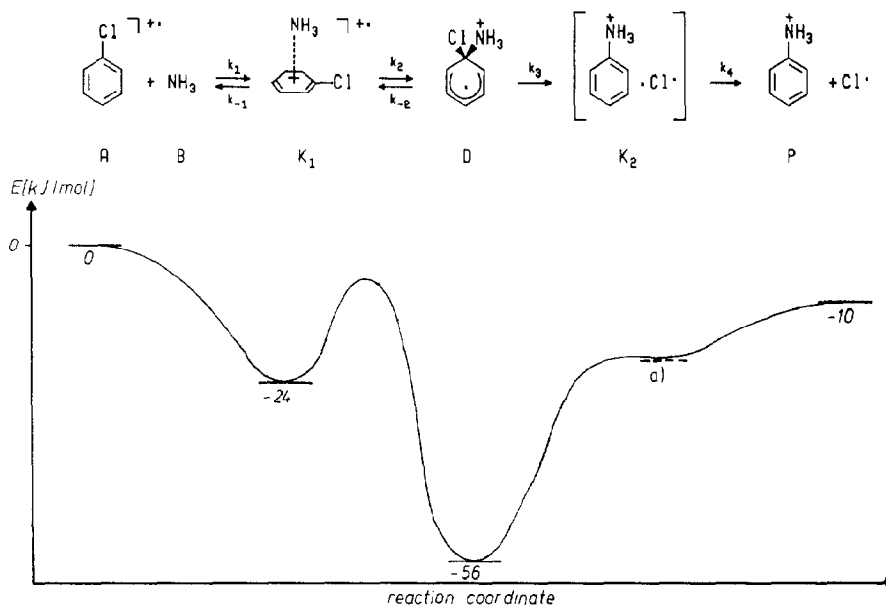 Cl ⌉+•
NH₃ ⌉+•
Cl NH₃+
NH₃+
NH₃+
+ NH₃ k₁ k₋₁ Cl k₂ k₋₂ k₃ •Cl• k₄ + Cl•
A B K₁ D K₂ P
E[kJ/mol]
0
0
-10
a)
-24
-56
reaction coordinate